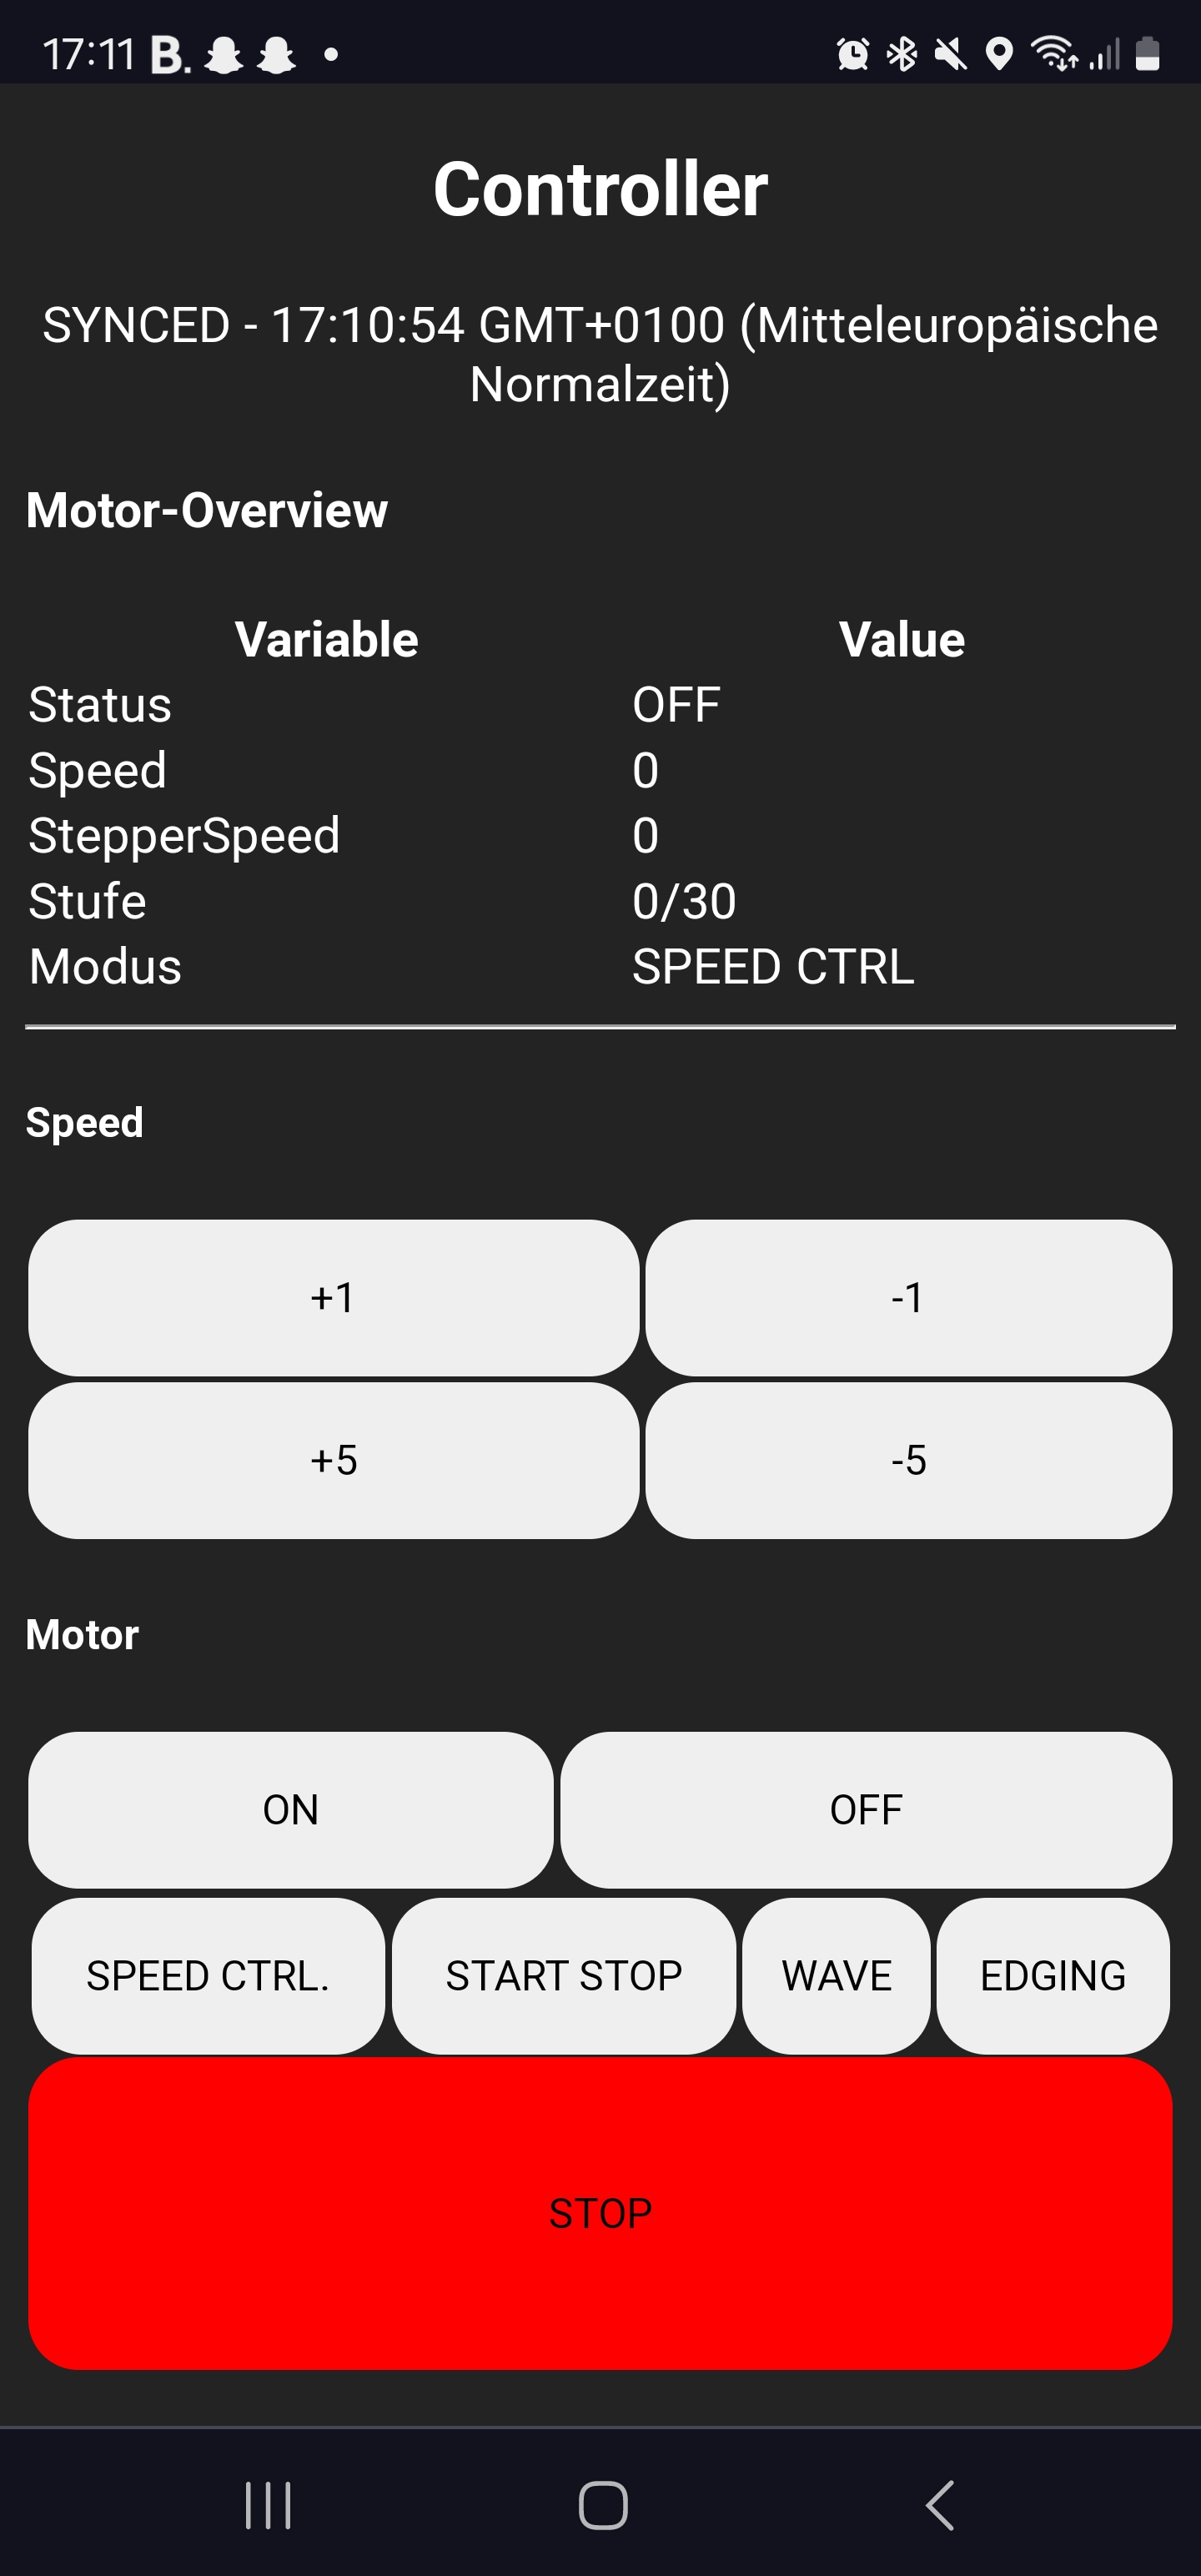 17:11 B.
Controller
SYNCED - 17:10:54 GMT+0100 (Mitteleuropäische
Normalzeit)
Motor-Overview
Variable Value
Status OFF
Speed 0
StepperSpeed 0
Stufe 0/30
Modus SPEED CTRL
Speed
+1 -1
+5 -5
Motor
ON OFF
SPEED CTRL. START STOP WAVE EDGING
STOP